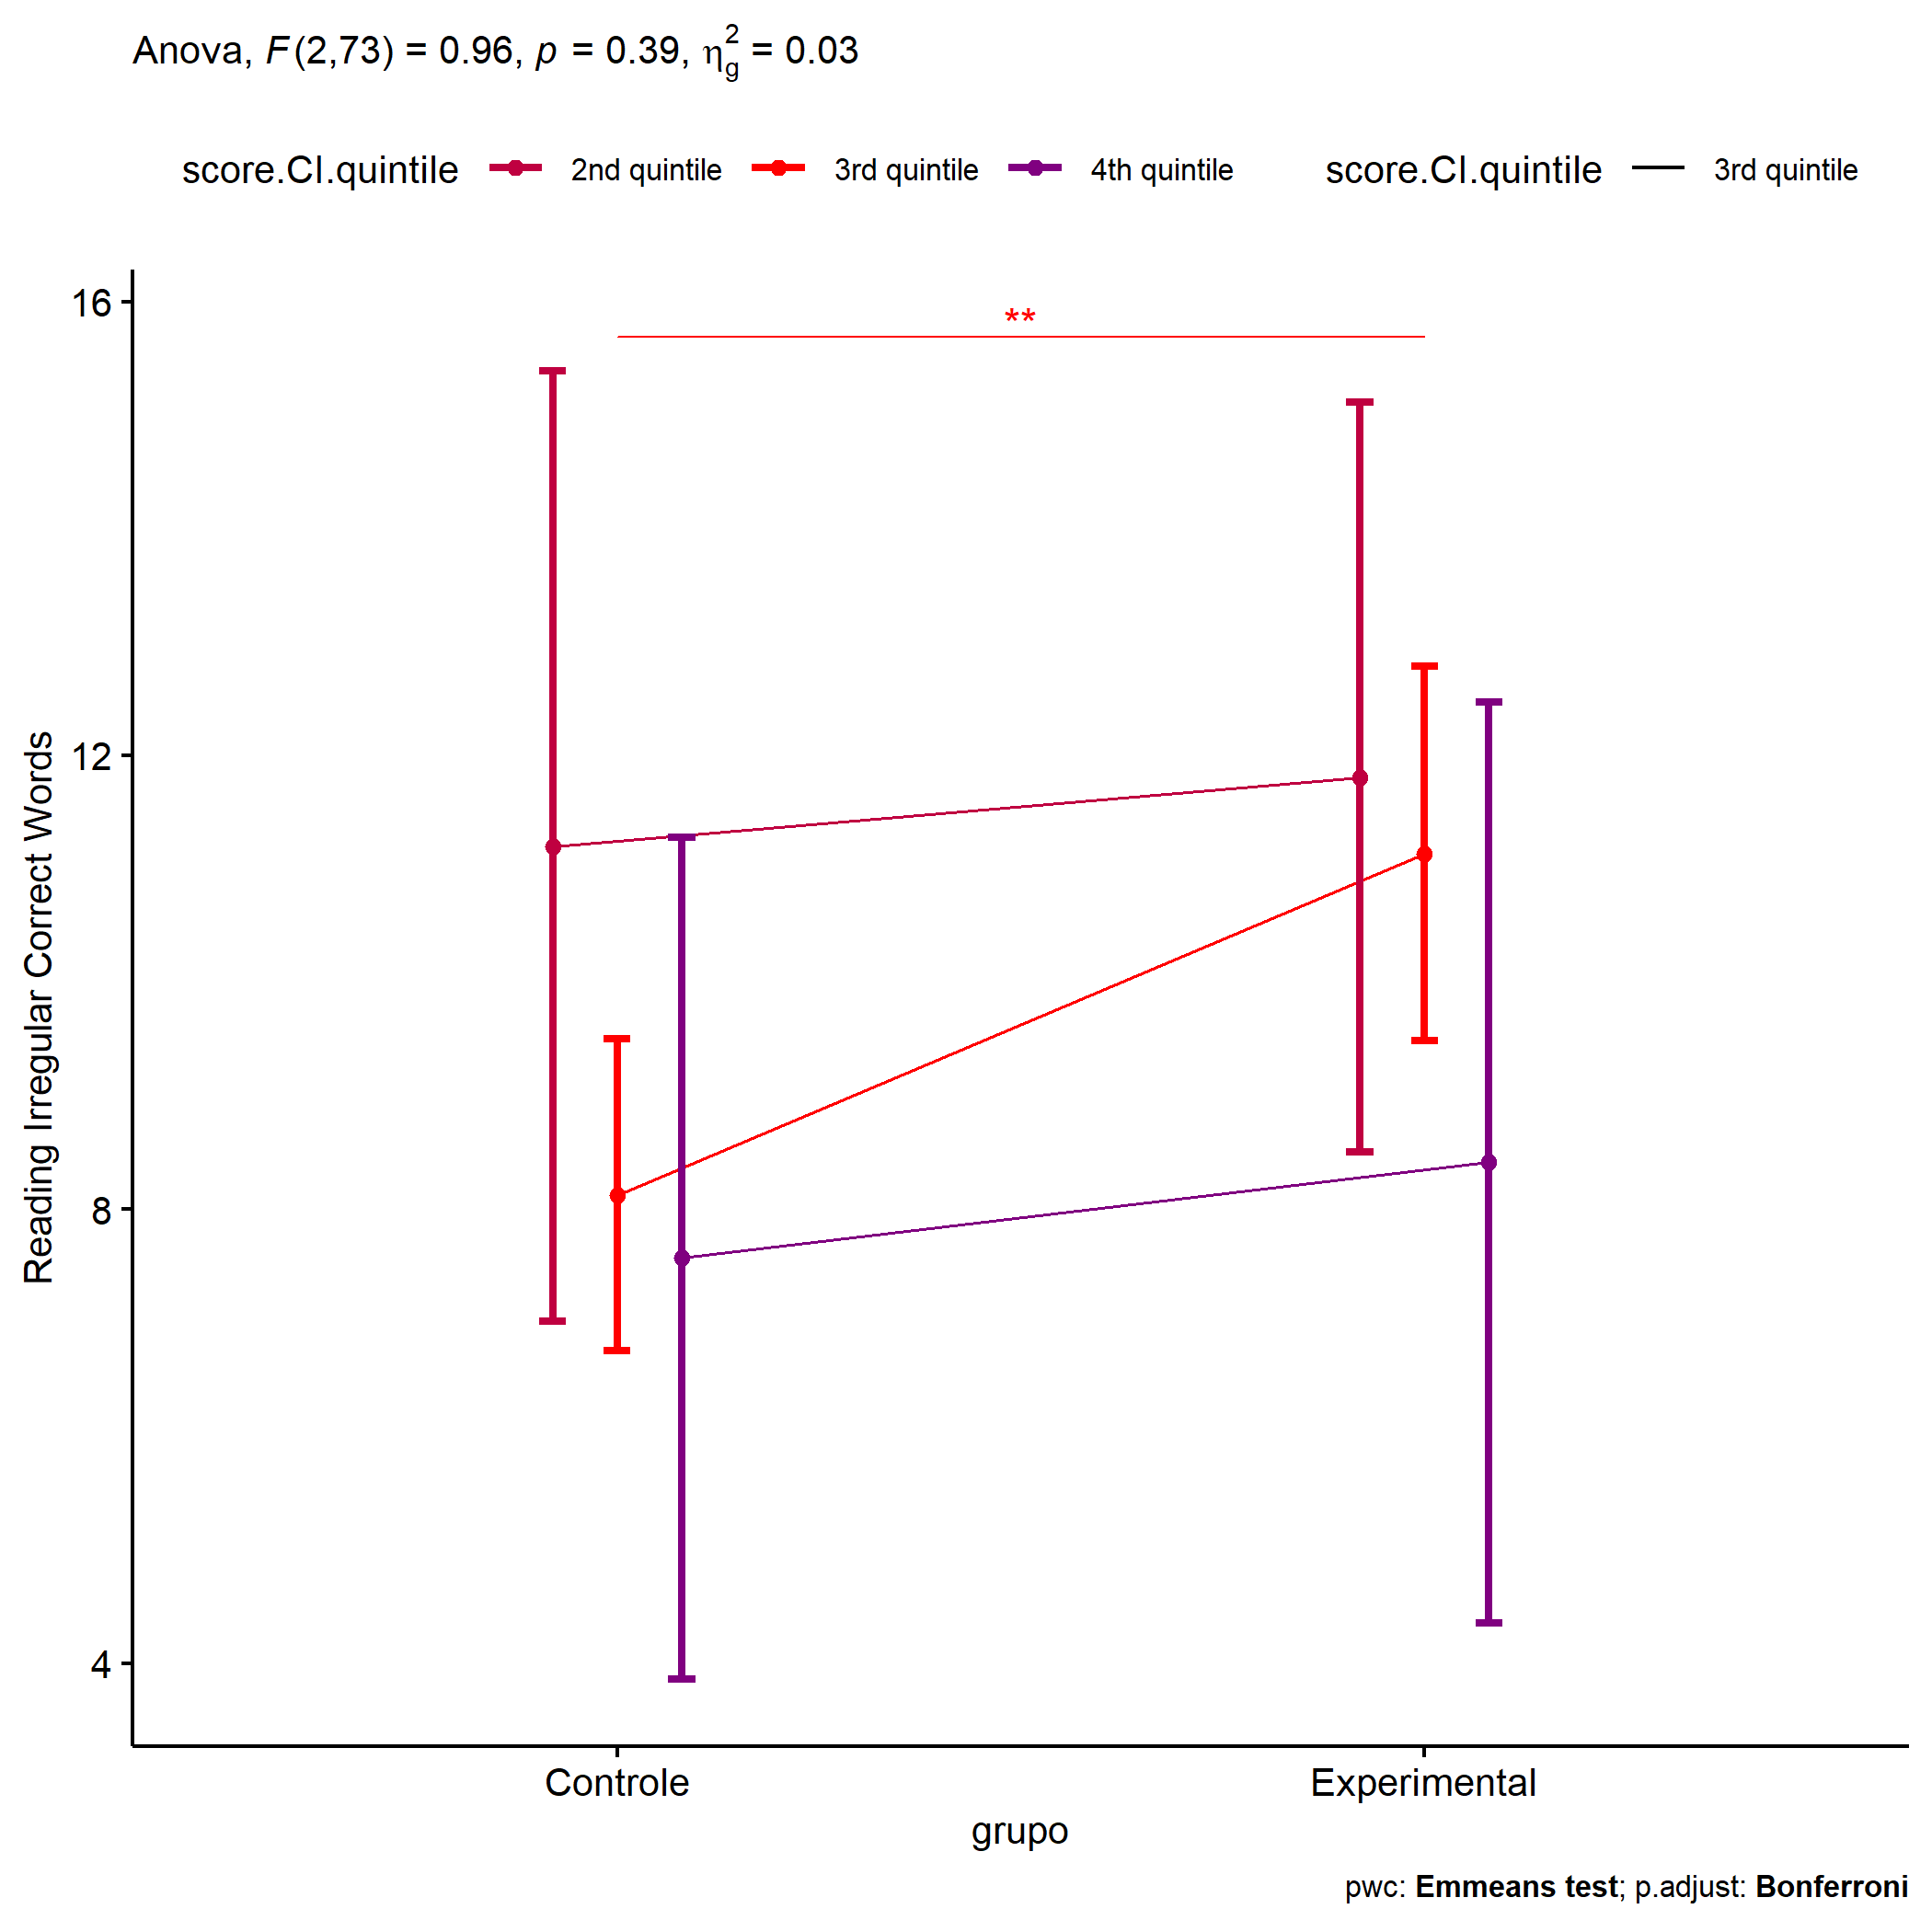 Anova, F(2,73) = 0.96, p = 0.39, η²g = 0.03
score.CI.quintile 2nd quintile 3rd quintile 4th quintile score.CI.quintile 3rd quintile
16
**
12
8
4
Reading Irregular Correct Words
Controle Experimental
grupo
pwc: Emmeans test; p.adjust: Bonferroni